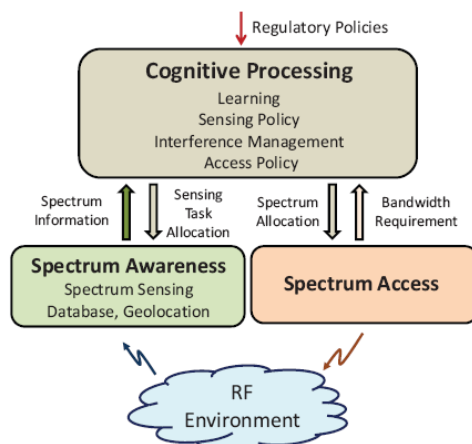 Regulatory Policies
Cognitive Processing
Learning
Sensing Policy
Interference Management
Access Policy
Spectrum
Information
Sensing
Task
Allocation
Spectrum
Allocation
Bandwidth
Requirement
Spectrum Awareness
Spectrum Sensing
Database, Geolocation
Spectrum Access
RF
Environment